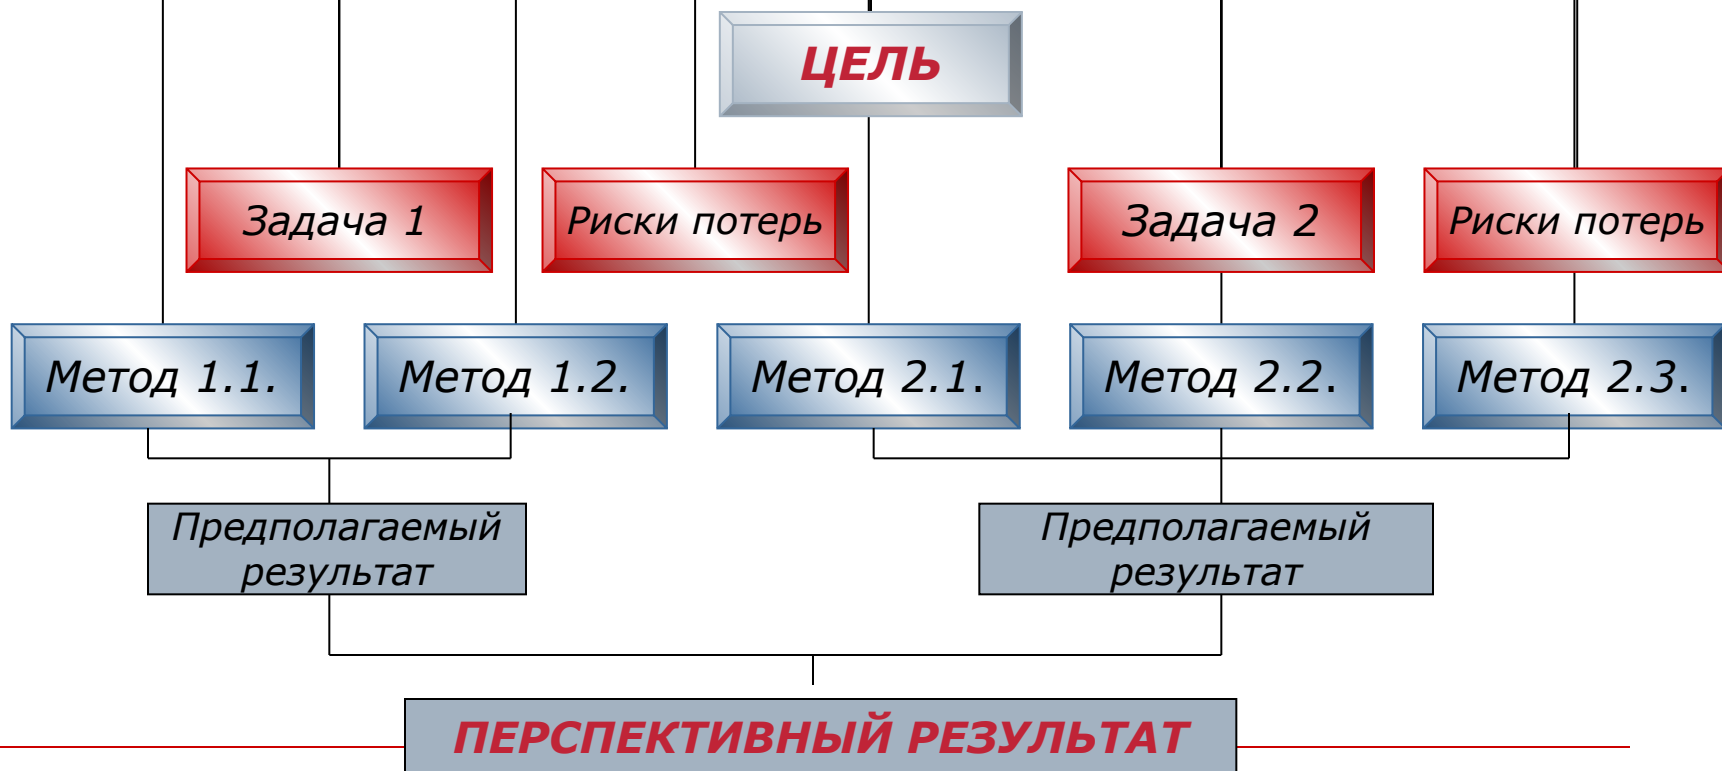 ЦЕЛЬ
Задача 1
Риски потерь
Задача 2
Риски потерь
Метод 1.1.
Метод 1.2.
Метод 2.1.
Метод 2.2.
Метод 2.3.
Предполагаемый
результат
Предполагаемый
результат
ПЕРСПЕКТИВНЫЙ РЕЗУЛЬТАТ